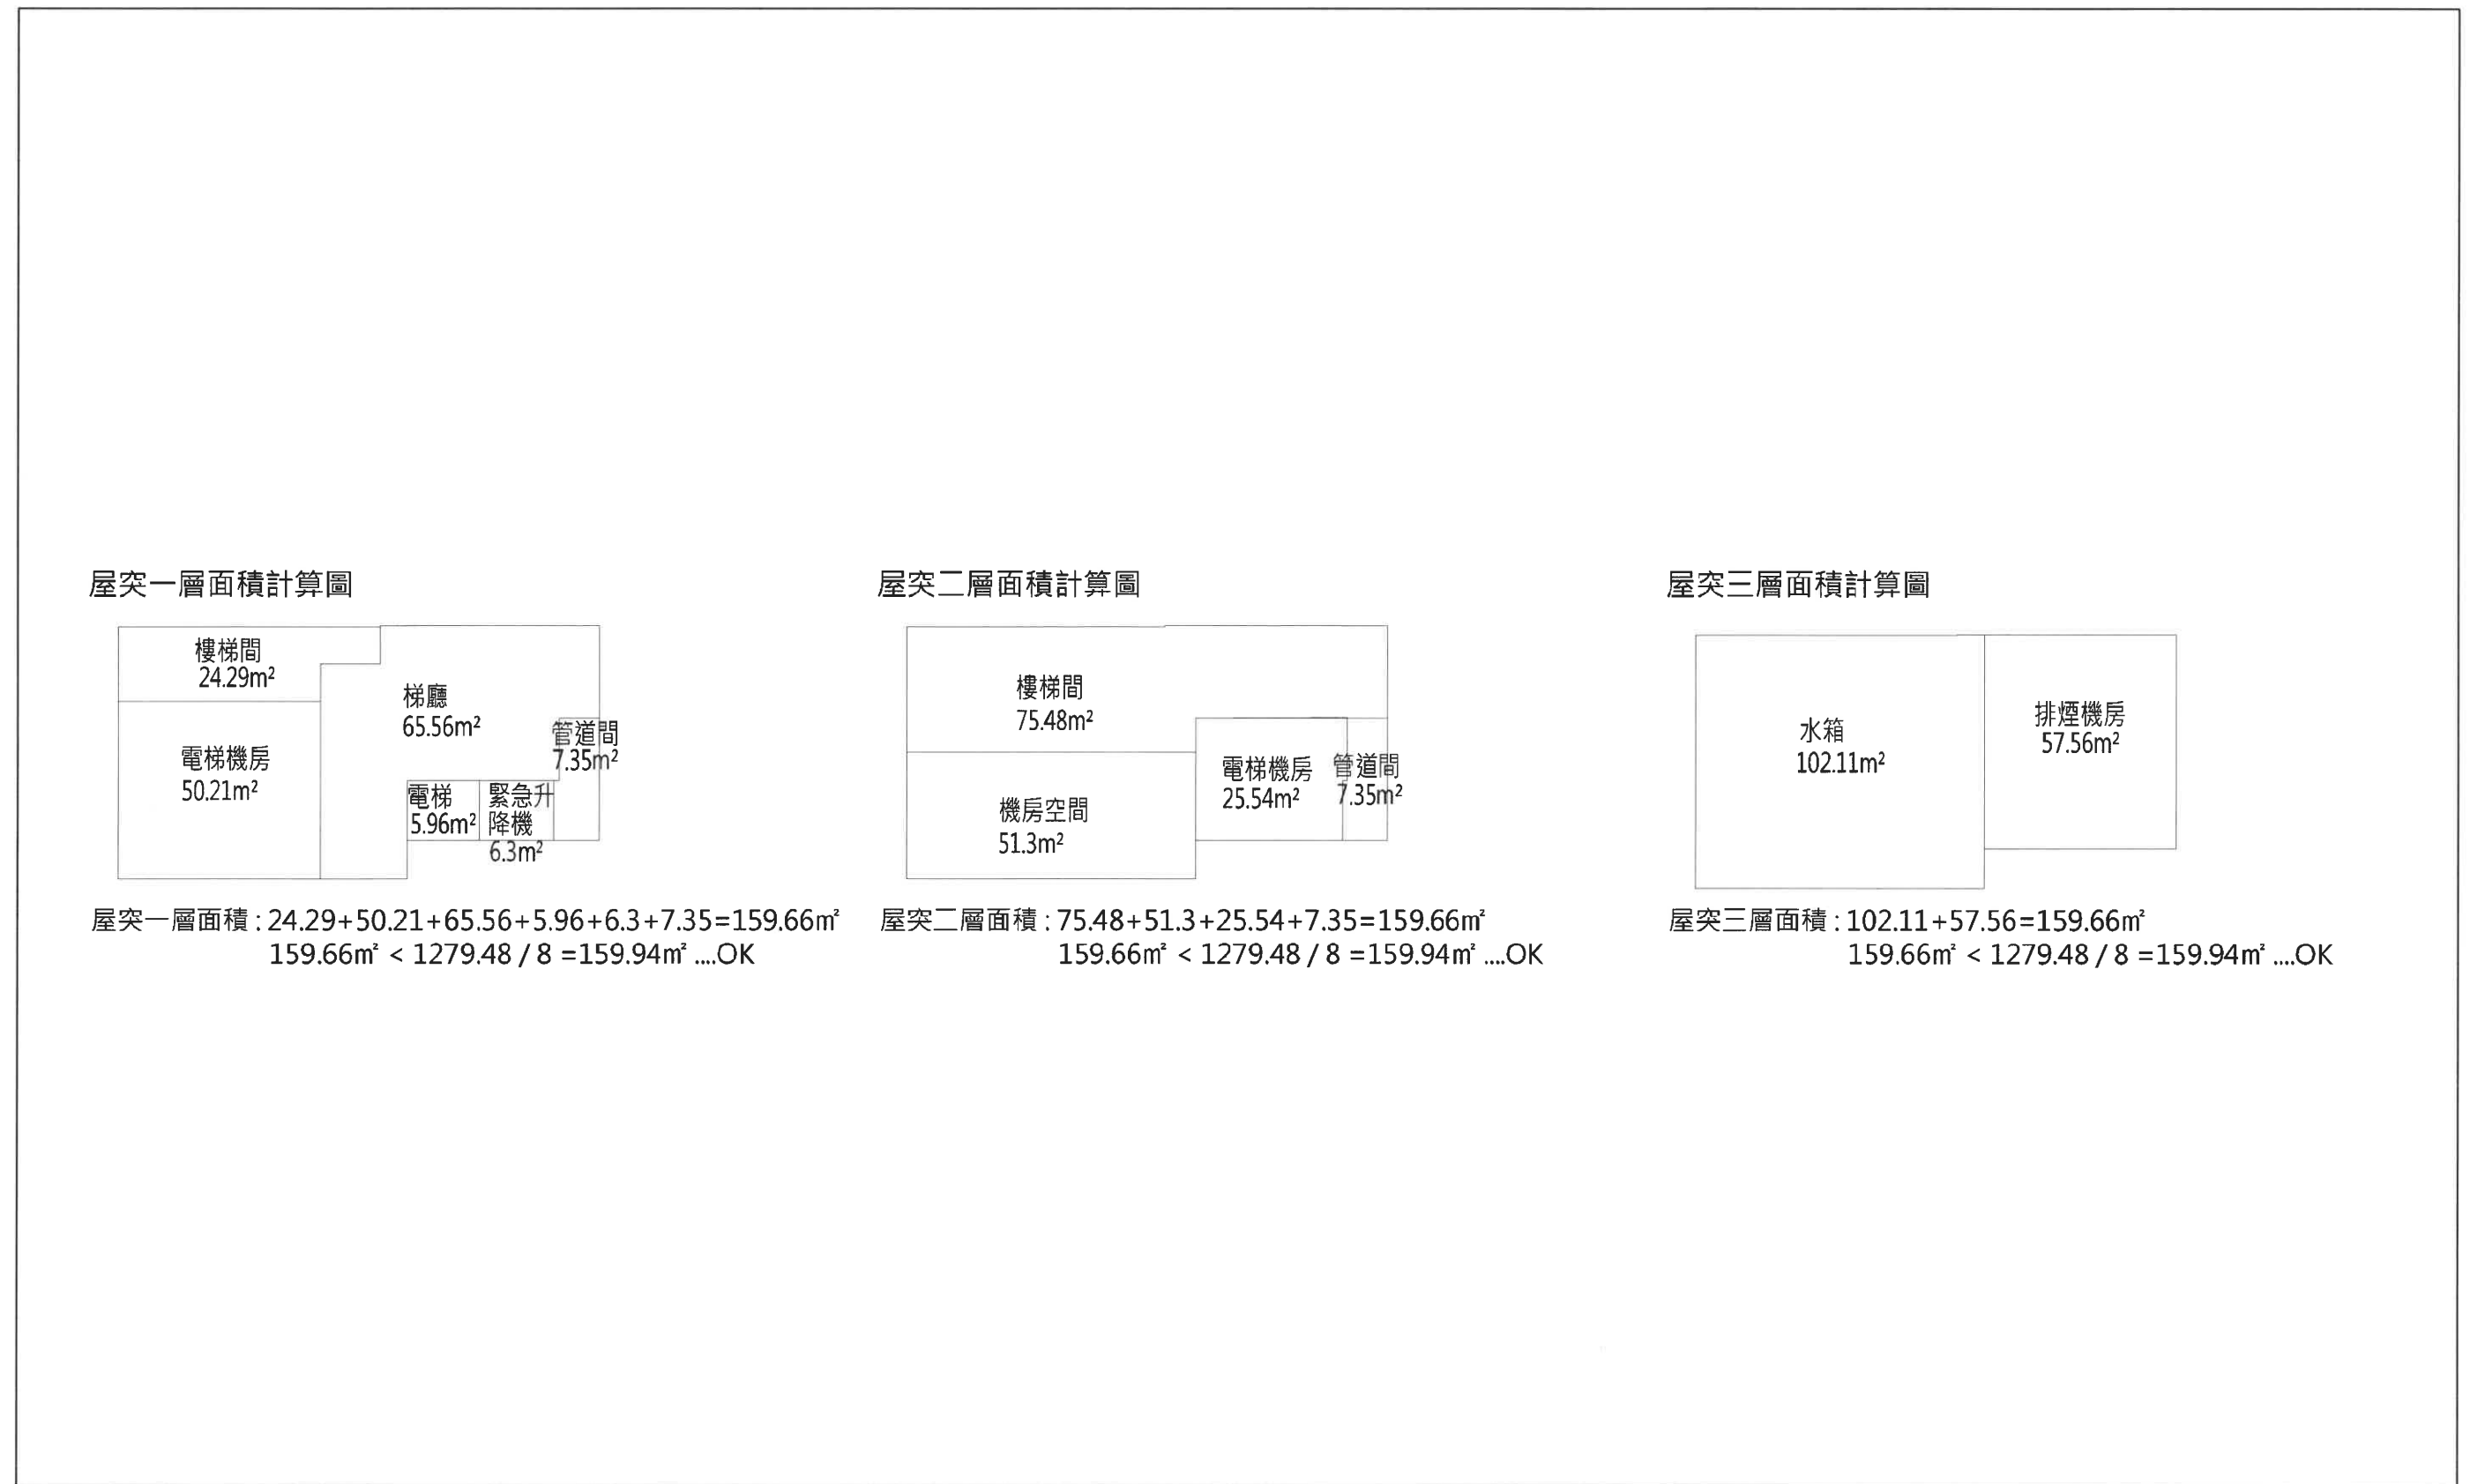 屋突一層面積計算圖
樓梯間
24.29m²
梯廳
65.56m²
管道間
7.35m²
電梯機房
50.21m²
電梯
5.96m²
緊急升
降機
6.3m²
屋突一層面積 : 24.29+50.21+65.56+5.96+6.3+7.35=159.66㎡
159.66㎡ < 1279.48 / 8 =159.94㎡ ....OK
屋突二層面積計算圖
樓梯間
75.48m²
電梯機房
25.54m²
管道間
7.35m²
機房空間
51.3m²
屋突二層面積 : 75.48+51.3+25.54+7.35=159.66㎡
159.66㎡ < 1279.48 / 8 =159.94㎡ ....OK
屋突三層面積計算圖
水箱
102.11m²
排煙機房
57.56m²
屋突三層面積 : 102.11+57.56=159.66㎡
159.66㎡ < 1279.48 / 8 =159.94㎡ ....OK